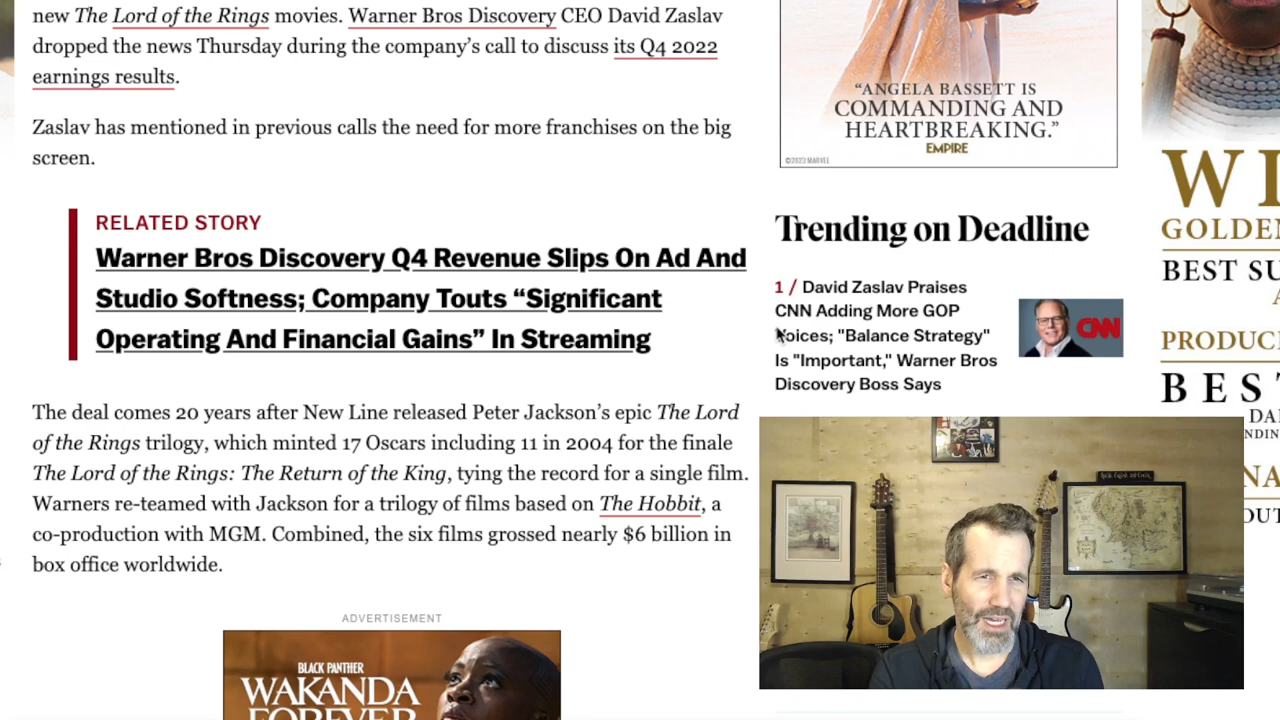 new The Lord of the Rings movies. Warner Bros Discovery CEO David Zaslav
dropped the news Thursday during the company’s call to discuss its Q4 2022
earnings results.
Zaslav has mentioned in previous calls the need for more franchises on the big
screen.
RELATED STORY
Warner Bros Discovery Q4 Revenue Slips On Ad And
Studio Softness; Company Touts “Significant
Operating And Financial Gains” In Streaming
The deal comes 20 years after New Line released Peter Jackson’s epic The Lord
of the Rings trilogy, which minted 17 Oscars including 11 in 2004 for the finale
The Lord of the Rings: The Return of the King, tying the record for a single film.
Warners re-teamed with Jackson for a trilogy of films based on The Hobbit, a
co-production with MGM. Combined, the six films grossed nearly $6 billion in
box office worldwide.
ADVERTISEMENT
BLACK PANTHER
WAKANDA
FOREVER
“ANGELA BASSETT IS
COMMANDING AND
HEARTBREAKING.”
EMPIRE
©2023 MARVEL
Trending on Deadline
1 / David Zaslav Praises
CNN Adding More GOP
Voices; "Balance Strategy"
Is "Important," Warner Bros
Discovery Boss Says
CNN
WI
GOLDEN
BEST SU
PRODUC
BEST
DA
NDIN
NA
OUT